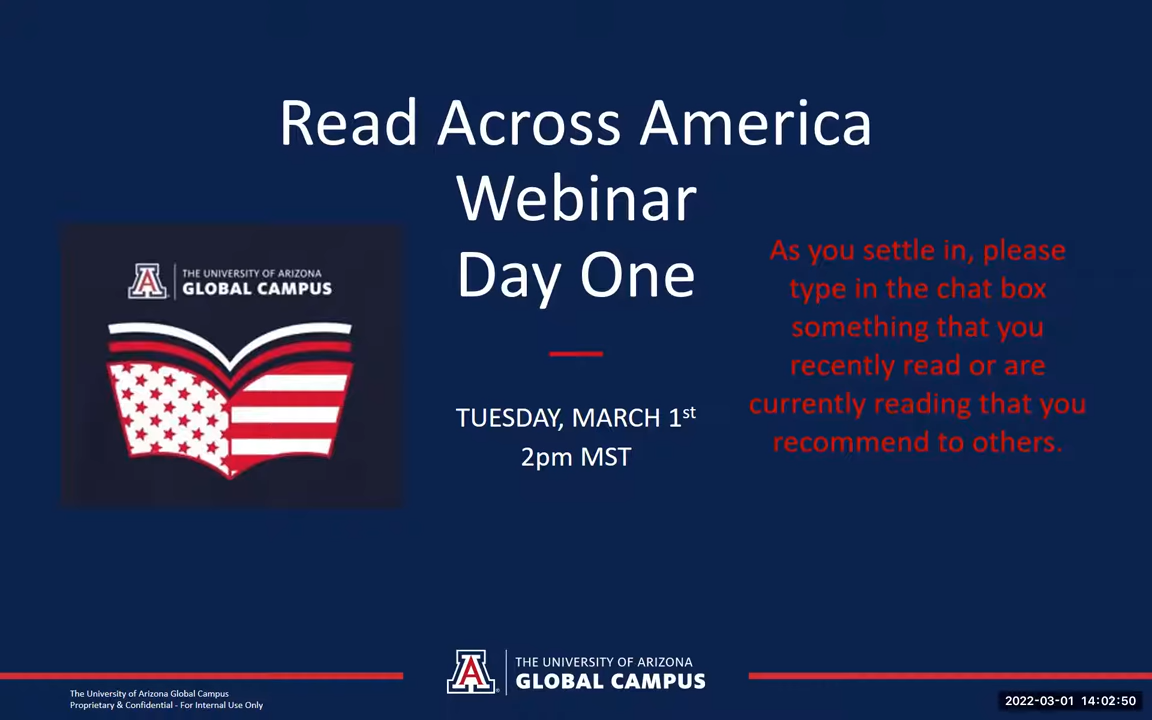 Read Across America
Webinar
Day One
THE UNIVERSITY OF ARIZONA
GLOBAL CAMPUS
TUESDAY, MARCH 1st
2pm MST
As you settle in, please
type in the chat box
something that you
recently read or are
currently reading that you
recommend to others.
THE UNIVERSITY OF ARIZONA
GLOBAL CAMPUS
The University of Arizona Global Campus
Proprietary & Confidential - For Internal Use Only
2022-03-01 14:02:50